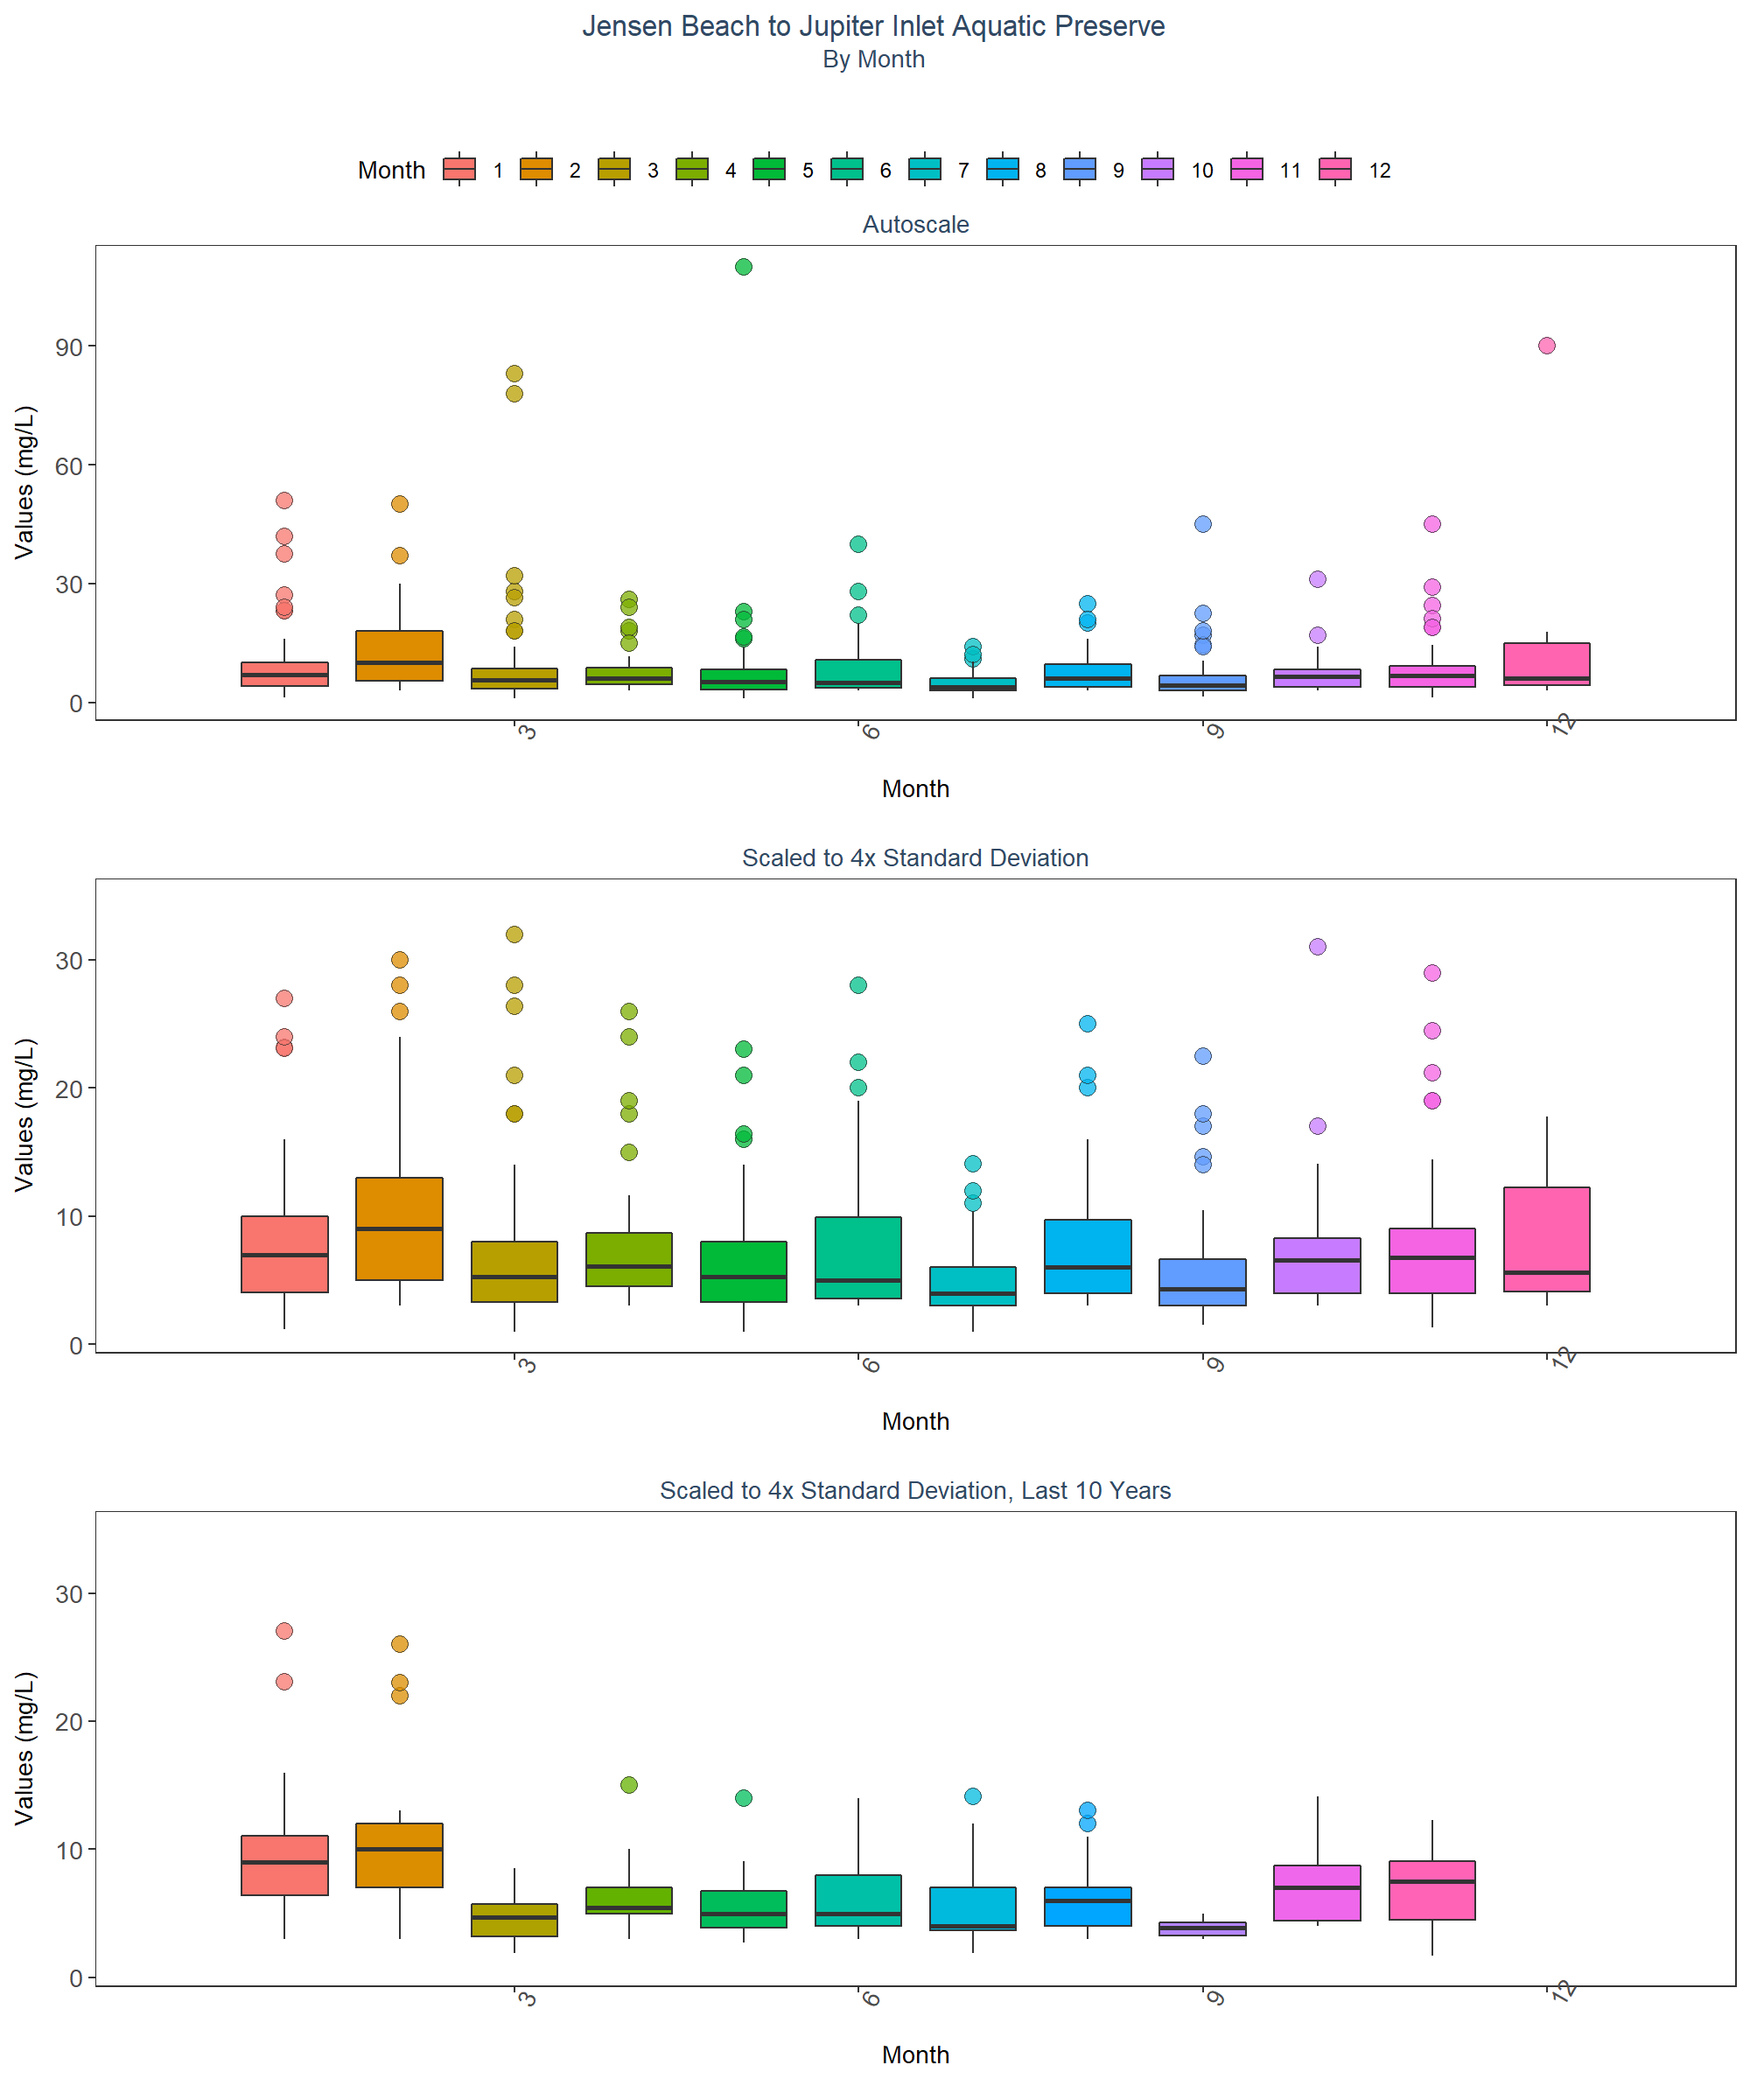 Jensen Beach to Jupiter Inlet Aquatic Preserve
By Month
Month 1 2 3 4 5 6 7 8 9 10 11 12
Autoscale
Values (mg/L)
90
60
30
0
3 6 9 12
Month
Scaled to 4x Standard Deviation
Values (mg/L)
30
20
10
0
3 6 9 12
Month
Scaled to 4x Standard Deviation, Last 10 Years
Values (mg/L)
30
20
10
0
3 6 9 12
Month